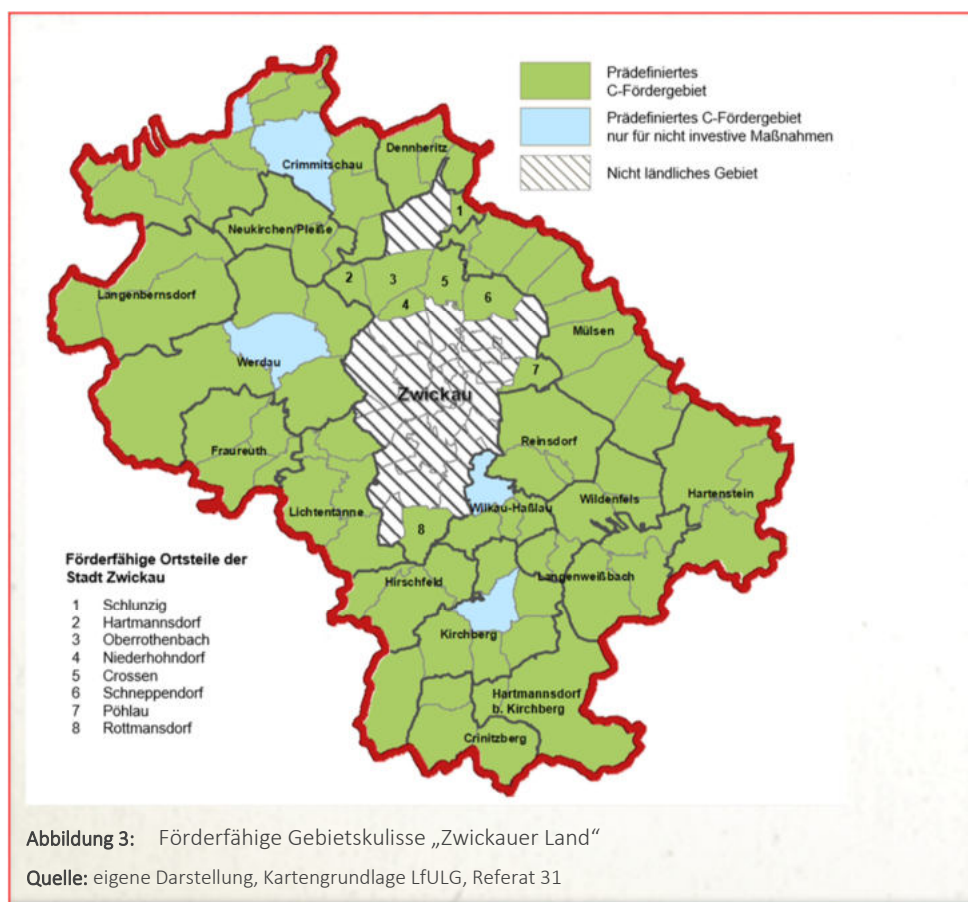 Prädefiniertes
C-Fördergebiet
Prädefiniertes C-Fördergebiet
nur für nicht investive Maßnahmen
Nicht ländliches Gebiet
Dennheritz
Crimmitschau
1
Neukirchen/Pleiße
2
3
5
4
6
Langenbernsdorf
Mülsen
Werdau
7
Zwickau
Reinsdorf
Fraureuth
Hartenstein
Wildenfels
Wilkau-Haßlau
Lichtentanne
8
Langenweißbach
Hirschfeld
Kirchberg
Hartmannsdorf
b. Kirchberg
Crinitzberg
Förderfähige Ortsteile der
Stadt Zwickau
1 Schlunzig
2 Hartmannsdorf
3 Oberrothenbach
4 Niederhohndorf
5 Crossen
6 Schneppendorf
7 Pöhlau
8 Rottmansdorf
Abbildung 3: Förderfähige Gebietskulisse „Zwickauer Land“
Quelle: eigene Darstellung, Kartengrundlage LfULG, Referat 31